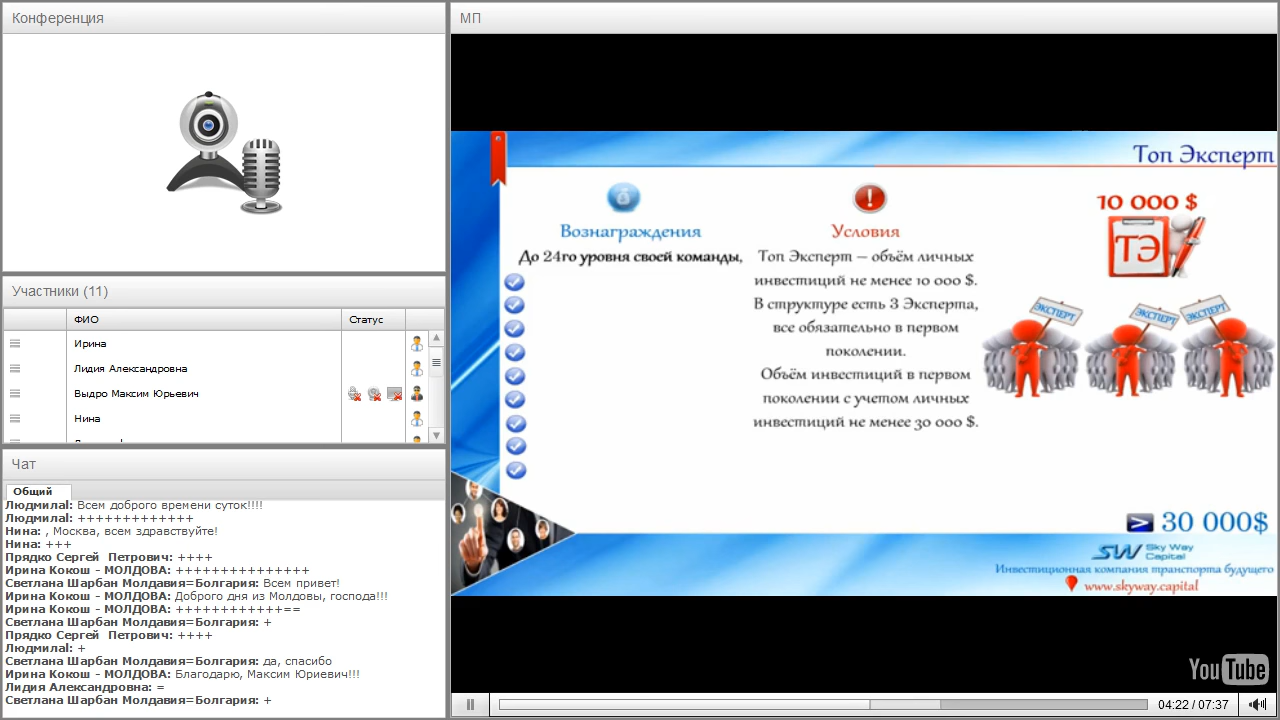 Конференция
Участники (11)
ФИО
Статус
Ирина
Лидия Александровна
Выдро Максим Юрьевич
Нина
Чат
Общий
Людмилаl: Всем доброго времени суток!!!!
Людмилаl: +++++++++++++
Нина: , Москва, всем здравствуйте!
Нина: +++
Прядко Сергей Петрович: ++++
Ирина Кокош - МОЛДОВА: +++++++++++++++
Светлана Шарбан Молдавия=Болгария: Всем привет!
Ирина Кокош - МОЛДОВА: Доброго дня из Молдовы, господа!!!
Ирина Кокош - МОЛДОВА: ++++++++++++==
Светлана Шарбан Молдавия=Болгария: +
Прядко Сергей Петрович: ++++
Людмилаl: +
Светлана Шарбан Молдавия=Болгария: да, спасибо
Ирина Кокош - МОЛДОВА: Благодарю, Максим Юриевич!!!
Лидия Александровна: =
Светлана Шарбан Молдавия=Болгария: +
МП
Топ Эксперт
Вознаграждения
До 24го уровня своей команды,
Условия
Топ Эксперт – объём личных
инвестиций не менее 10 000 $.
В структуре есть 3 Эксперта,
все обязательно в первом
поколении.
Объём инвестиций в первом
поколении с учетом личных
инвестиций не менее 30 000 $.
10 000 $
ТЭ
ЭКСПЕРТ
ЭКСПЕРТ
ЭКСПЕРТ
> 30 000$
SW Sky Way
Capital
Инвестиционная компания транспорта будущего
www.skyway.capital
YouTube
04:22 / 07:37